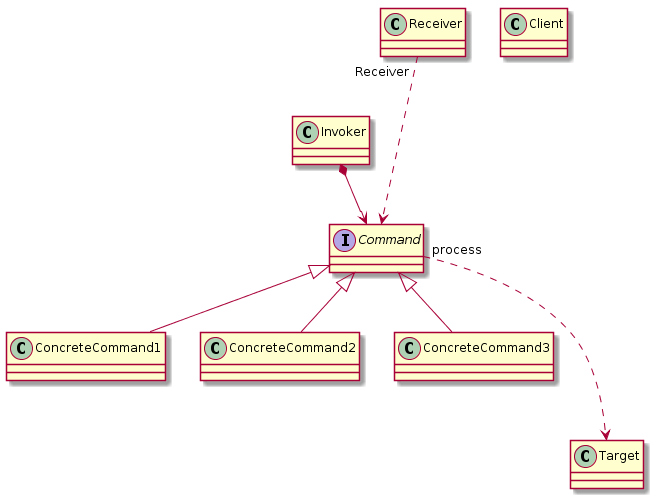 C Receiver
C Client
Receiver
C Invoker
I Command
process
C ConcreteCommand1
C ConcreteCommand2
C ConcreteCommand3
C Target